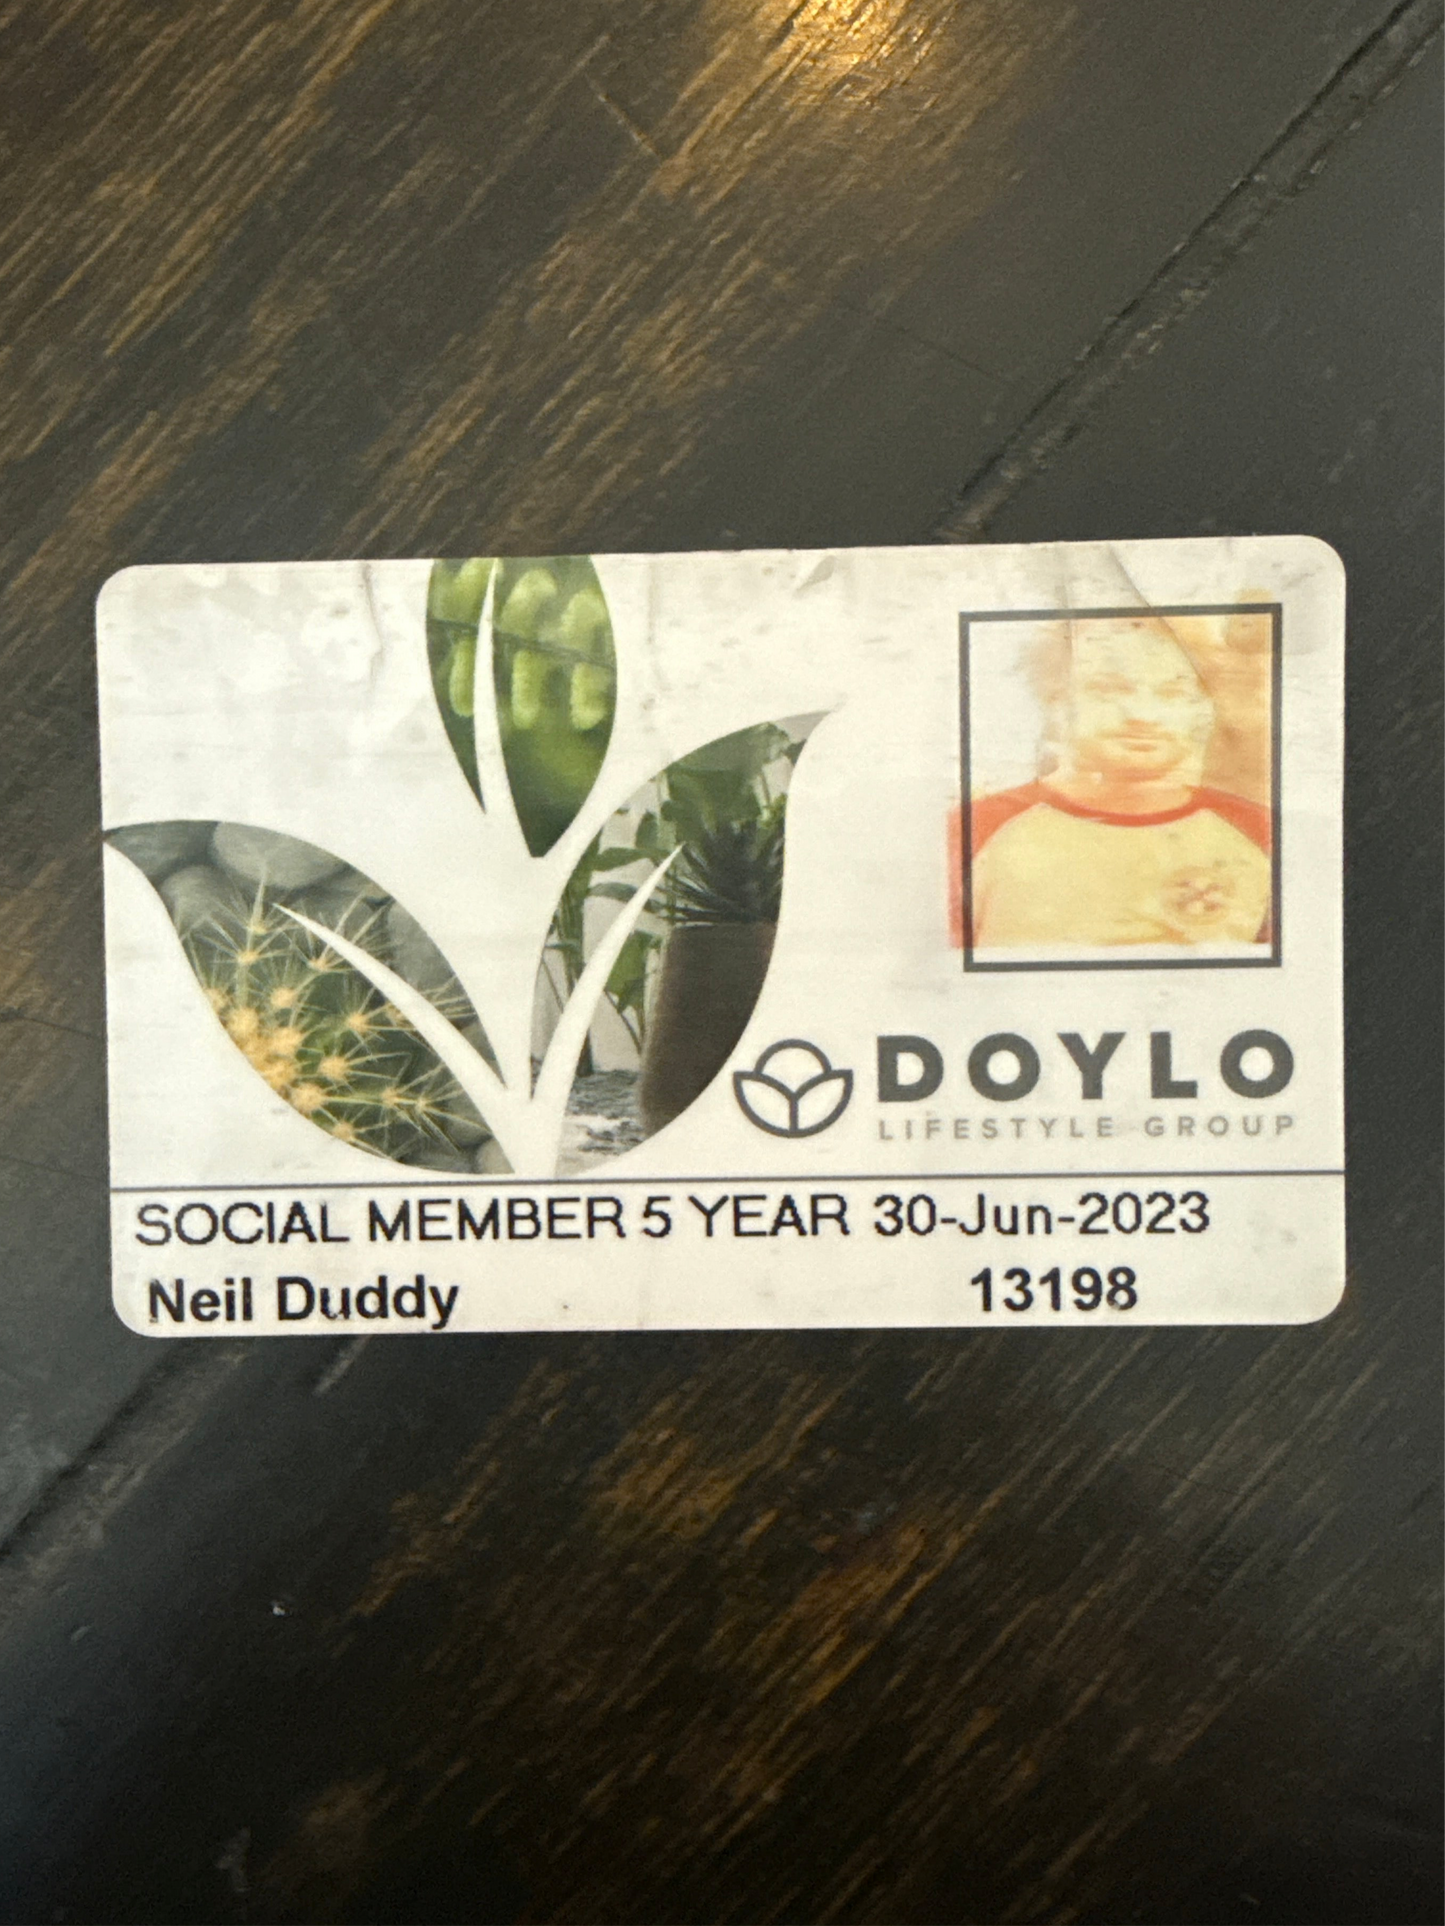 DOYLO
LIFESTYLE GROUP
SOCIAL MEMBER 5 YEAR 30-Jun-2023
Neil Duddy 13198